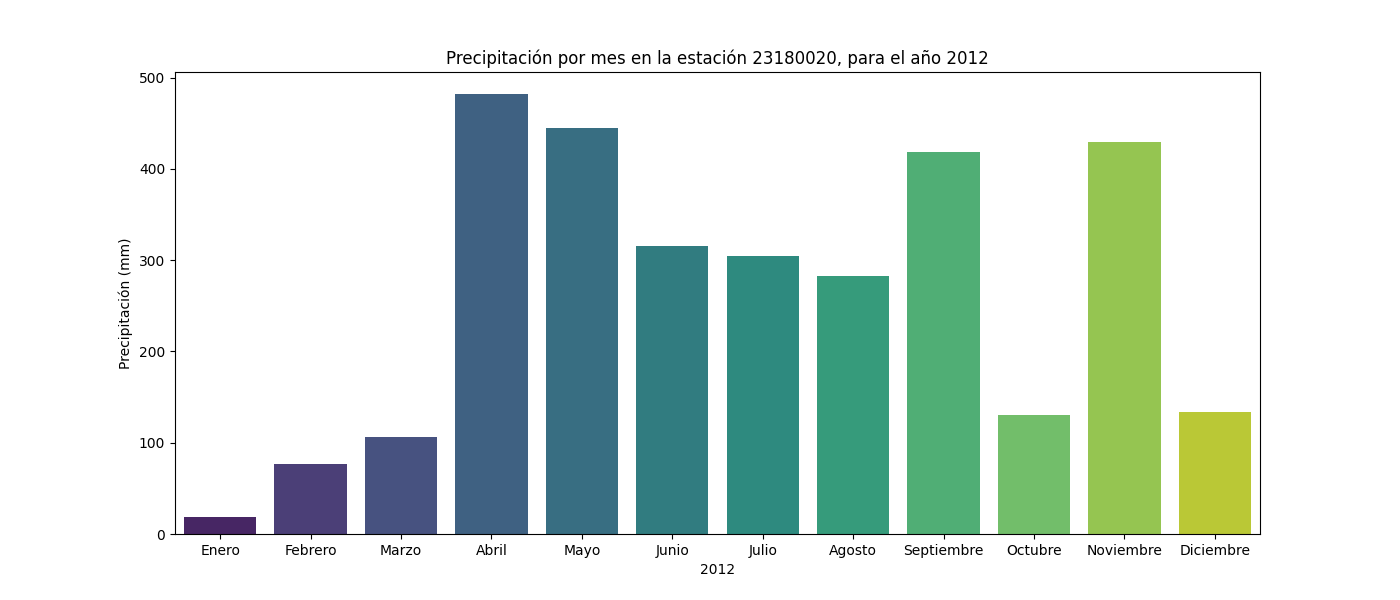 Precipitación por mes en la estación 23180020, para el año 2012
Precipitación (mm)
500
400
300
200
100
0
Enero Febrero Marzo Abril Mayo Junio Julio Agosto Septiembre Octubre Noviembre Diciembre
2012